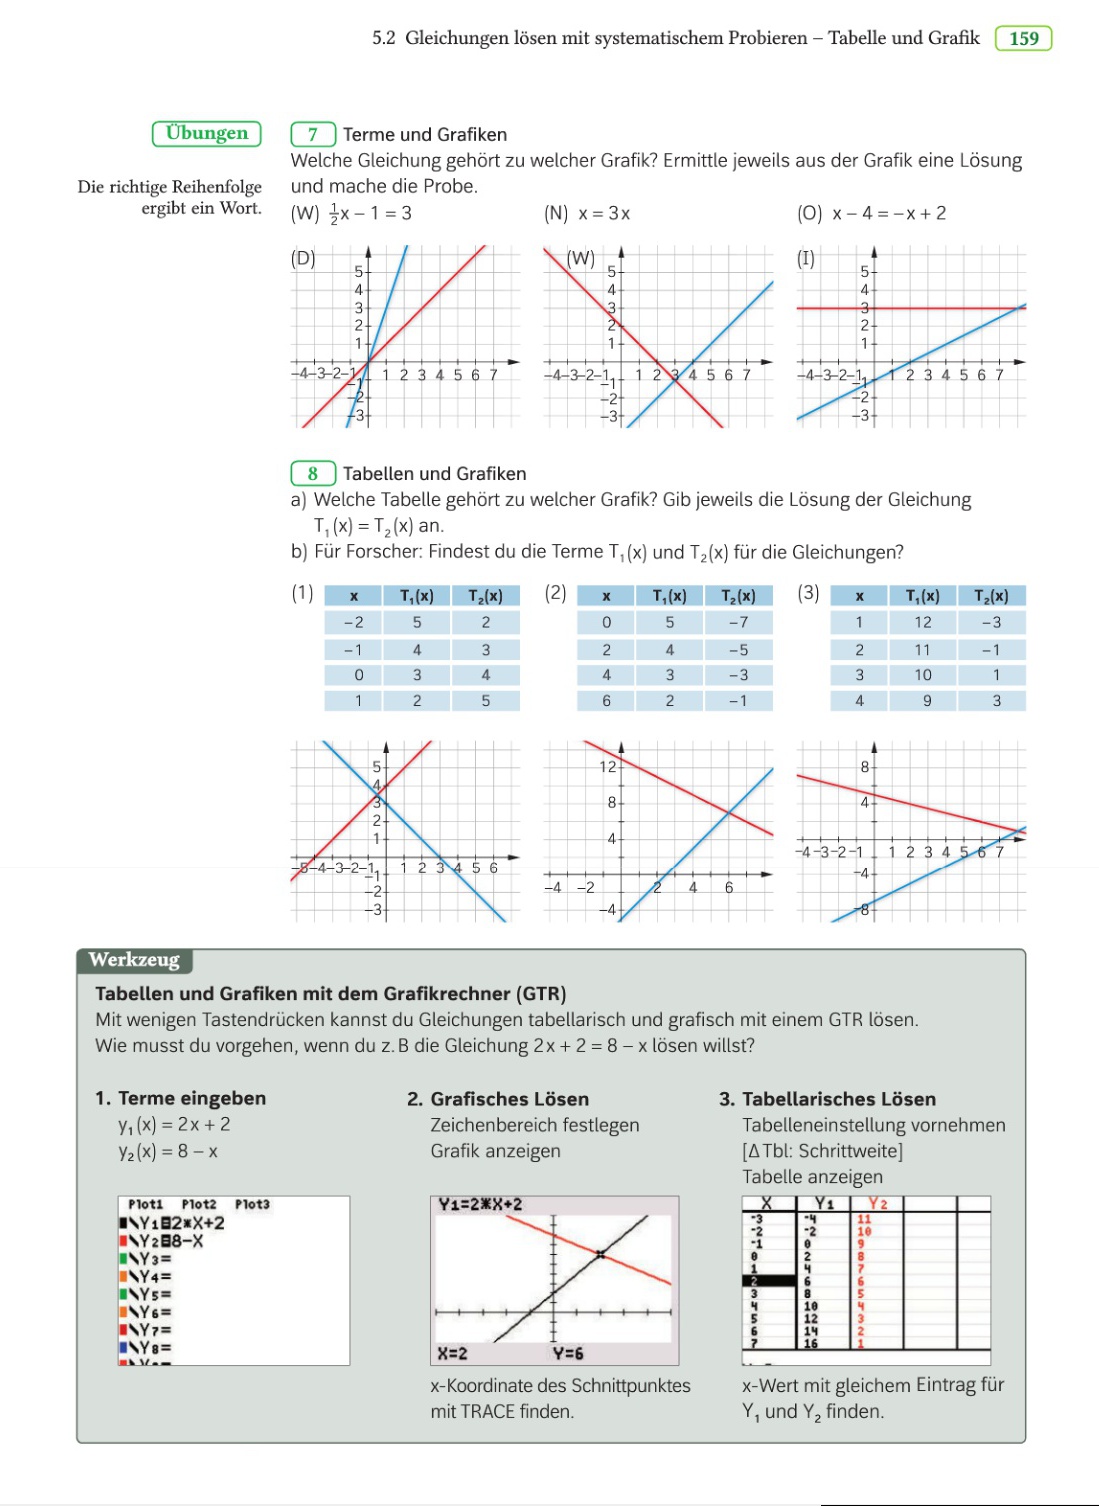 5.2 Gleichungen lösen mit systematischem Probieren – Tabelle und Grafik 159
Übungen
Die richtige Reihenfolge
ergibt ein Wort.
7 Terme und Grafiken
Welche Gleichung gehört zu welcher Grafik? Ermittle jeweils aus der Grafik eine Lösung
und mache die Probe.
(W) ½x – 1 = 3 (N) x = 3x (O) x – 4 = –x + 2
(D) 5 4 3 2 1 –4 –3 –2 –1 1 2 3 4 5 6 7 –1 –2 –3
(W) 5 4 3 2 1 –4 –3 –2 –1 1 2 3 4 5 6 7 –1 –2 –3
(I) 5 4 3 2 1 –4 –3 –2 –1 1 2 3 4 5 6 7 –1 –2 –3
8 Tabellen und Grafiken
a) Welche Tabelle gehört zu welcher Grafik? Gib jeweils die Lösung der Gleichung
T₁(x) = T₂(x) an.
b) Für Forscher: Findest du die Terme T₁(x) und T₂(x) für die Gleichungen?
(1) x T₁(x) T₂(x)
–2 5 2
–1 4 3
0 3 4
1 2 5
(2) x T₁(x) T₂(x)
0 5 –7
2 4 –5
4 3 –3
6 2 –1
(3) x T₁(x) T₂(x)
1 12 –3
2 11 –1
3 10 1
4 9 3
5 4 3 2 1 –5 –4 –3 –2 –1 1 2 3 4 5 6 –1 –2 –3
12 8 4 –4 –2 2 4 6 –4
8 4 –4 –3 –2 –1 1 2 3 4 5 6 7 –4 –8
Werkzeug
Tabellen und Grafiken mit dem Grafikrechner (GTR)
Mit wenigen Tastendrücken kannst du Gleichungen tabellarisch und grafisch mit einem GTR lösen.
Wie musst du vorgehen, wenn du z. B die Gleichung 2x + 2 = 8 – x lösen willst?
1. Terme eingeben
y₁(x) = 2x + 2
y₂(x) = 8 – x
Plot1 Plot2 Plot3
\Y1=2*X+2
\Y2=8-X
\Y3=
\Y4=
\Y5=
\Y6=
\Y7=
\Y8=
2. Grafisches Lösen
Zeichenbereich festlegen
Grafik anzeigen
Y1=2*X+2
X=2 Y=6
x-Koordinate des Schnittpunktes
mit TRACE finden.
3. Tabellarisches Lösen
Tabelleneinstellung vornehmen
[Δ Tbl: Schrittweite]
Tabelle anzeigen
X Y1 Y2
-3 -4 11
-2 -2 10
-1 0 9
0 2 8
1 4 7
2 6 6
3 8 5
4 10 4
5 12 3
6 14 2
7 16 1
x-Wert mit gleichem Eintrag für
Y₁ und Y₂ finden.